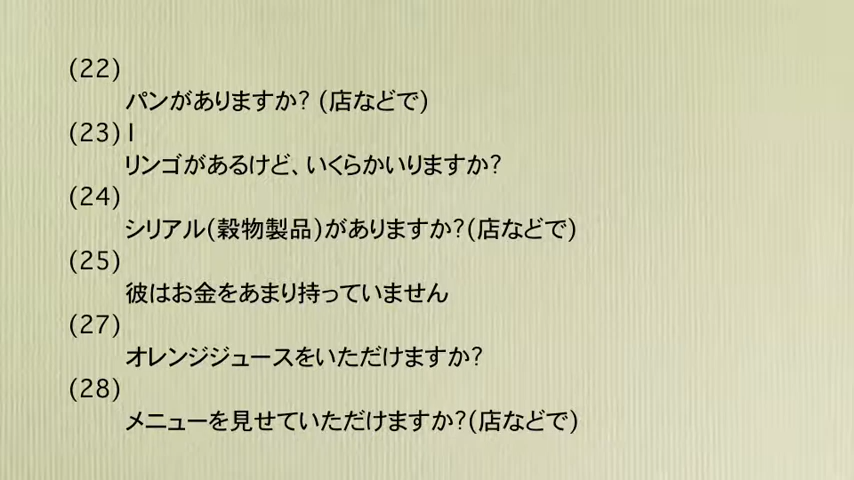 (22)
パンがありますか? (店などで)
(23) I
リンゴがあるけど、いくらかいりますか?
(24)
シリアル(穀物製品)がありますか?(店などで)
(25)
彼はお金をあまり持っていません
(27)
オレンジジュースをいただけますか?
(28)
メニューを見せていただけますか?(店などで)